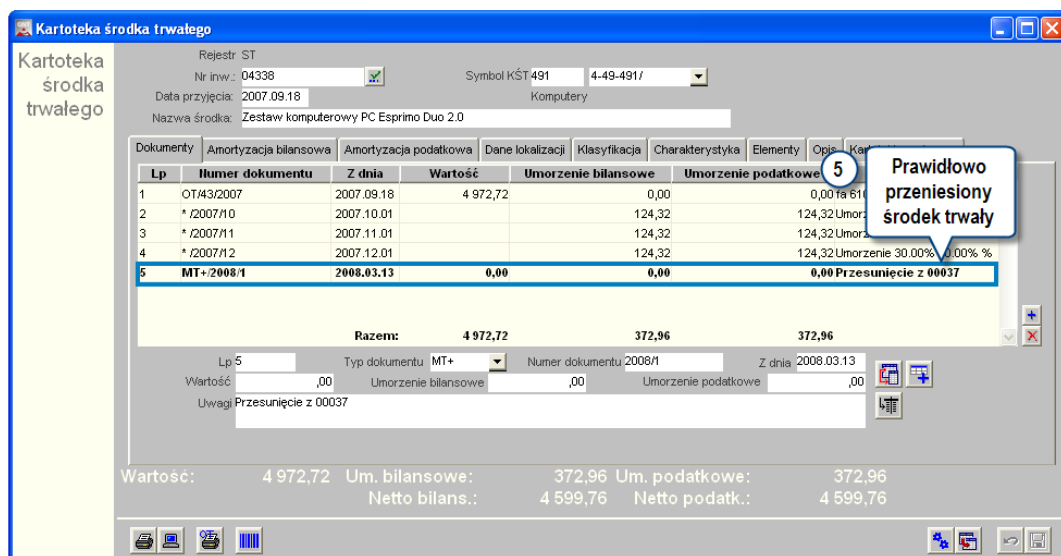 Kartoteka środka trwałego
Kartoteka
środka
trwałego
Rejestr ST
Nr inw.: 04338 Symbol KŚT 491 4-49-491/
Data przyjęcia: 2007.09.18 Komputery
Nazwa środka: Zestaw komputerowy PC Esprimo Duo 2.0
Dokumenty Amortyzacja bilansowa Amortyzacja podatkowa Dane lokalizacji Klasyfikacja Charakterystyka Elementy Opis
5 Prawidłowo
przeniesiony
środek trwały
Lp Numer dokumentu Z dnia Wartość Umorzenie bilansowe Umorzenie podatkowe
1 OT/43/2007 2007.09.18 4 972,72 0,00 0,00 fa
2 * /2007/10 2007.10.01 124,32 124,32
3 * /2007/11 2007.11.01 124,32 124,32
4 * /2007/12 2007.12.01 124,32 124,32 Umorzenie 30.00% %
5 MT+/2008/1 2008.03.13 0,00 0,00 0,00 Przesunięcie z 00037
Razem: 4 972,72 372,96 372,96
Lp 5 Typ dokumentu MT+ Numer dokumentu 2008/1 Z dnia 2008.03.13
Wartość ,00 Umorzenie bilansowe ,00 Umorzenie podatkowe ,00
Uwagi Przesunięcie z 00037
Wartość: 4 972,72 Um. bilansowe: 372,96 Um. podatkowe: 372,96
Netto bilans.: 4 599,76 Netto podatk.: 4 599,76